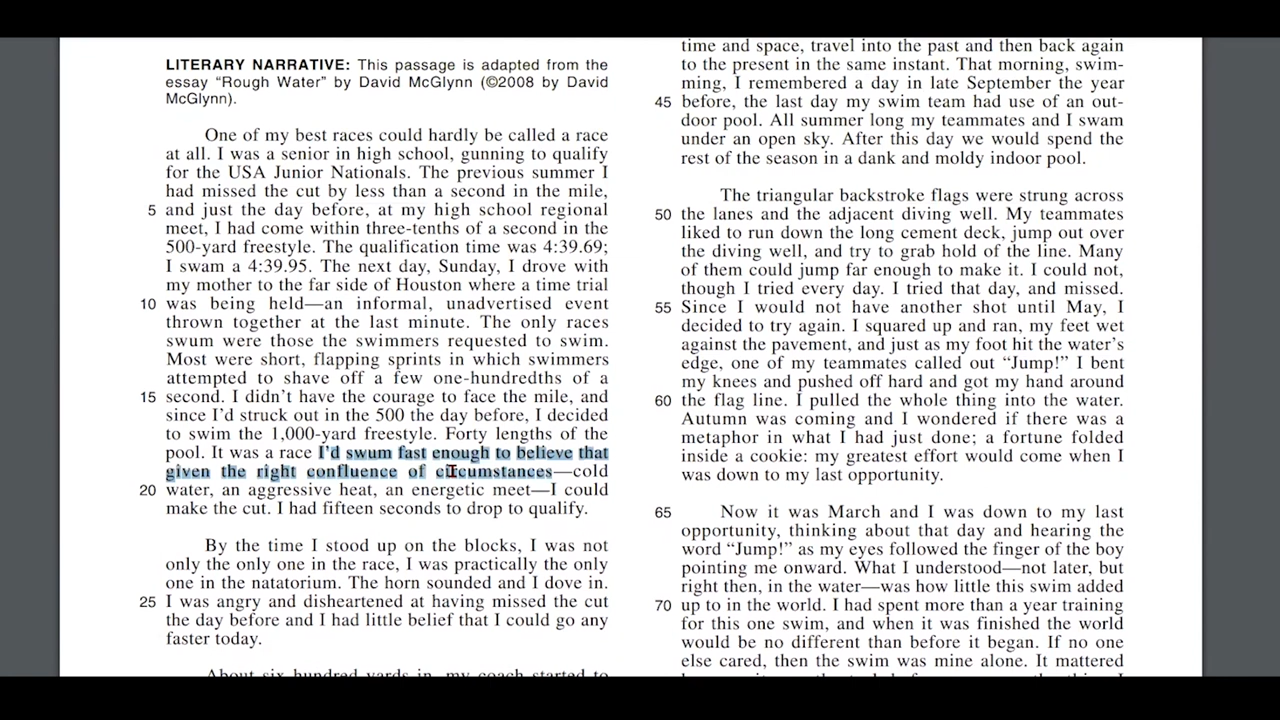 LITERARY NARRATIVE: This passage is adapted from the
essay “Rough Water” by David McGlynn (©2008 by David
McGlynn).
One of my best races could hardly be called a race
at all. I was a senior in high school, gunning to qualify
for the USA Junior Nationals. The previous summer I
had missed the cut by less than a second in the mile,
5 and just the day before, at my high school regional
meet, I had come within three-tenths of a second in the
500-yard freestyle. The qualification time was 4:39.69;
I swam a 4:39.95. The next day, Sunday, I drove with
my mother to the far side of Houston where a time trial
10 was being held—an informal, unadvertised event
thrown together at the last minute. The only races
swum were those the swimmers requested to swim.
Most were short, flapping sprints in which swimmers
attempted to shave off a few one-hundredths of a
15 second. I didn’t have the courage to face the mile, and
since I’d struck out in the 500 the day before, I decided
to swim the 1,000-yard freestyle. Forty lengths of the
pool. It was a race I’d swum fast enough to believe that
given the right confluence of circumstances—cold
20 water, an aggressive heat, an energetic meet—I could
make the cut. I had fifteen seconds to drop to qualify.
By the time I stood up on the blocks, I was not
only the only one in the race, I was practically the only
one in the natatorium. The horn sounded and I dove in.
25 I was angry and disheartened at having missed the cut
the day before and I had little belief that I could go any
faster today.
About six hundred yards in, my coach started to
time and space, travel into the past and then back again
to the present in the same instant. That morning, swim-
ming, I remembered a day in late September the year
45 before, the last day my swim team had use of an out-
door pool. All summer long my teammates and I swam
under an open sky. After this day we would spend the
rest of the season in a dank and moldy indoor pool.
The triangular backstroke flags were strung across
50 the lanes and the adjacent diving well. My teammates
liked to run down the long cement deck, jump out over
the diving well, and try to grab hold of the line. Many
of them could jump far enough to make it. I could not,
though I tried every day. I tried that day, and missed.
55 Since I would not have another shot until May, I
decided to try again. I squared up and ran, my feet wet
against the pavement, and just as my foot hit the water’s
edge, one of my teammates called out “Jump!” I bent
my knees and pushed off hard and got my hand around
60 the flag line. I pulled the whole thing into the water.
Autumn was coming and I wondered if there was a
metaphor in what I had just done; a fortune folded
inside a cookie: my greatest effort would come when I
was down to my last opportunity.
65 Now it was March and I was down to my last
opportunity, thinking about that day and hearing the
word “Jump!” as my eyes followed the finger of the boy
pointing me onward. What I understood—not later, but
right then, in the water—was how little this swim added
70 up to in the world. I had spent more than a year training
for this one swim, and when it was finished the world
would be no different than before it began. If no one
else cared, then the swim was mine alone. It mattered